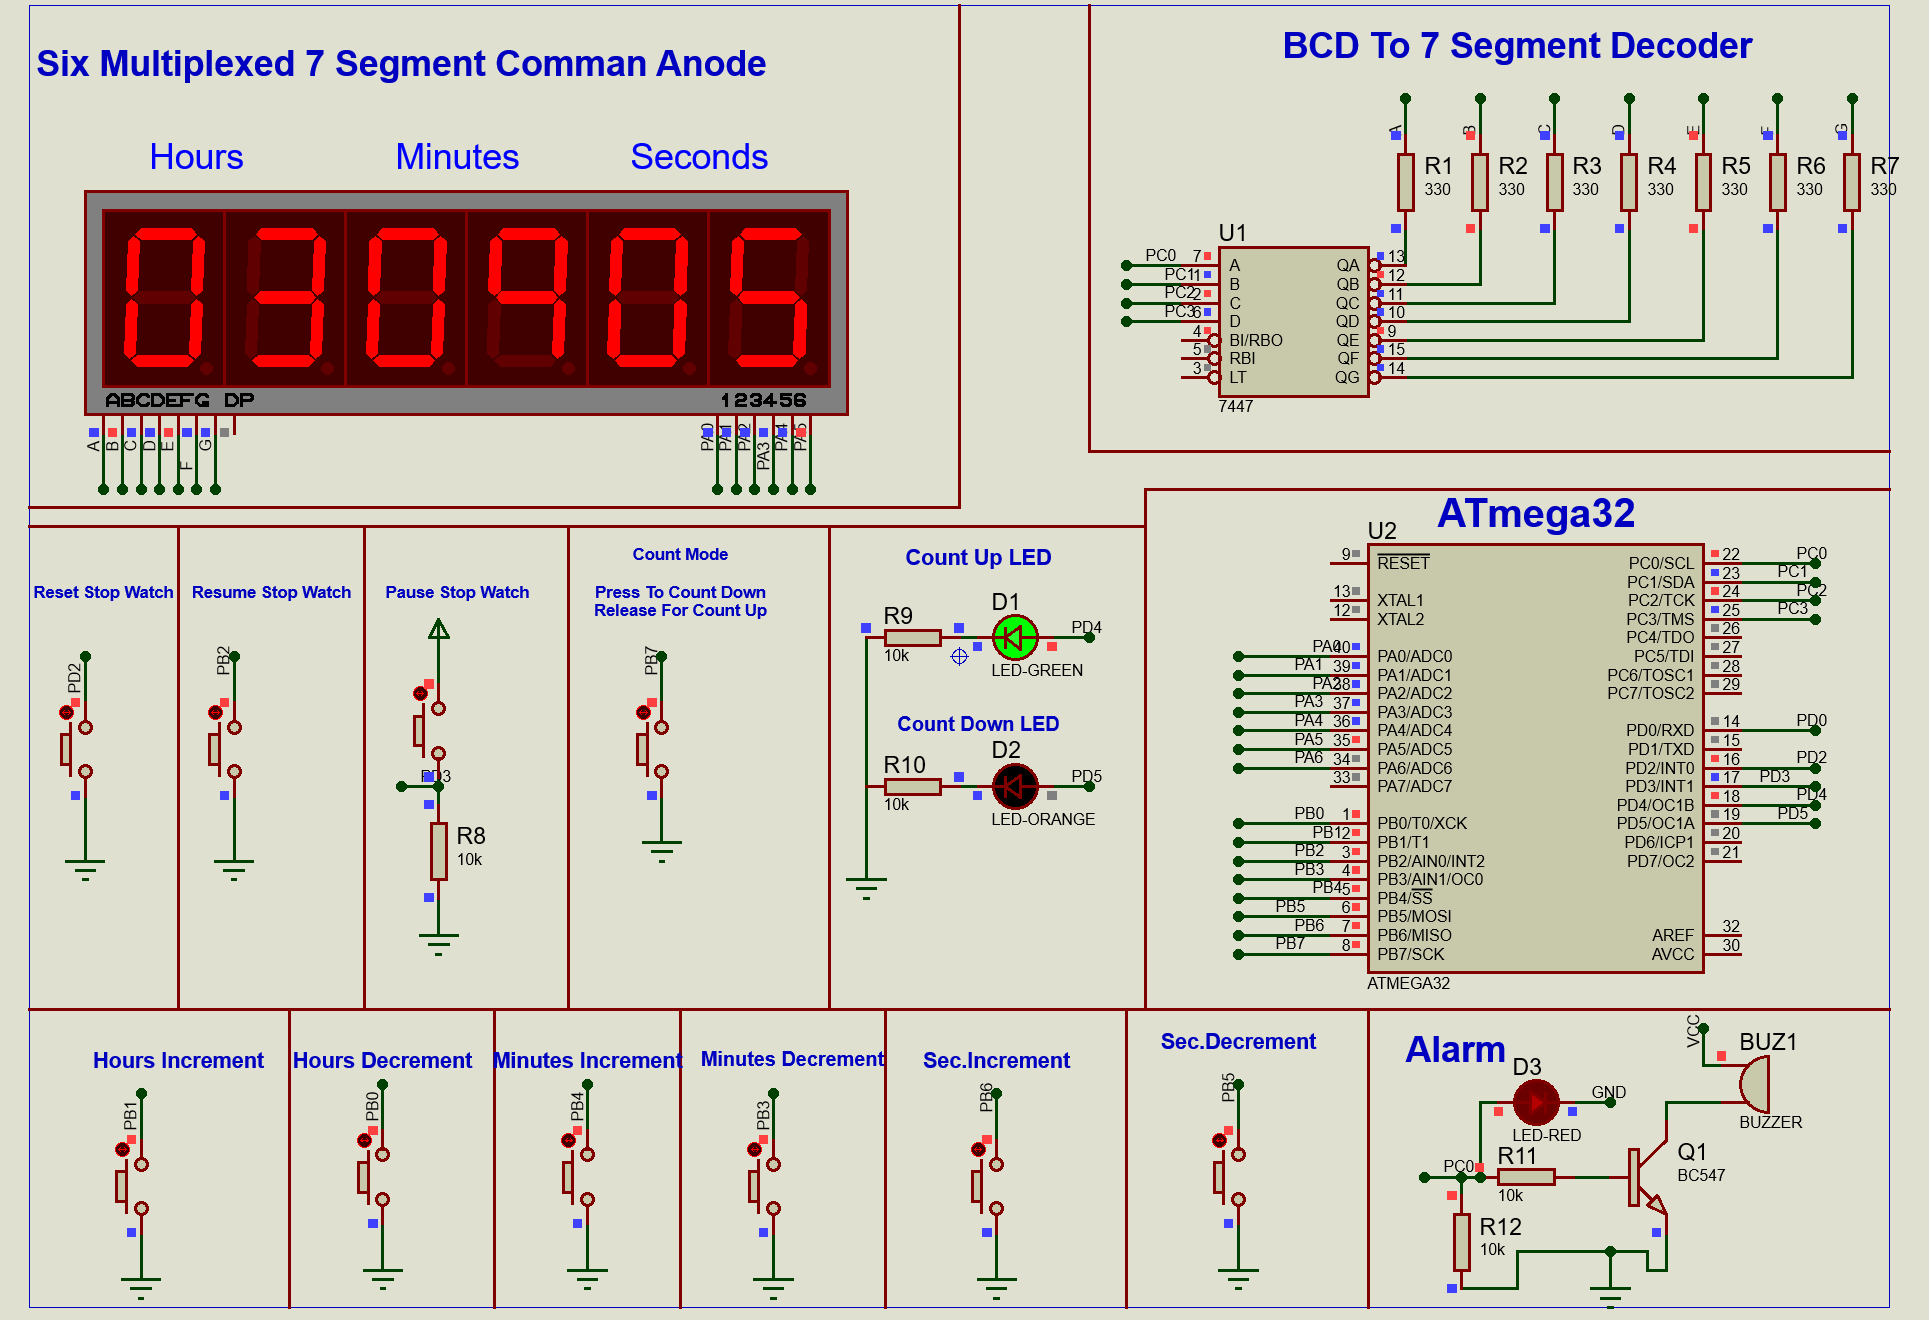 Six Multiplexed 7 Segment Comman Anode
Hours Minutes Seconds
030905
ABCDEFG DP 123456
A B C D E F G
PA0 PA1 PA2 PA3 PA4 PA5
BCD To 7 Segment Decoder
A B C D E F G
R1 R2 R3 R4 R5 R6 R7
330 330 330 330 330 330 330
U1
PC0 7 A QA 13
PC1 1 B QB 12
PC2 2 C QC 11
PC3 6 D QD 10
4 BI/RBO QE 9
5 RBI QF 15
3 LT QG 14
7447
Reset Stop Watch
PD2
Resume Stop Watch
PB2
Pause Stop Watch
PD3
R8
10k
Count Mode
Press To Count Down
Release For Count Up
PB7
Count Up LED
R9
10k
D1
LED-GREEN
PD4
Count Down LED
R10
10k
D2
LED-ORANGE
PD5
ATmega32
U2
9 RESET PC0/SCL 22 PC0
PC1/SDA 23 PC1
13 XTAL1 PC2/TCK 24 PC2
12 XTAL2 PC3/TMS 25 PC3
PC4/TDO 26
PA0 40 PA0/ADC0 PC5/TDI 27
PA1 39 PA1/ADC1 PC6/TOSC1 28
PA2 38 PA2/ADC2 PC7/TOSC2 29
PA3 37 PA3/ADC3
PA4 36 PA4/ADC4 PD0/RXD 14 PD0
PA5 35 PA5/ADC5 PD1/TXD 15
PA6 34 PA6/ADC6 PD2/INT0 16 PD2
33 PA7/ADC7 PD3/INT1 17 PD3
PD4/OC1B 18 PD4
PB0 1 PB0/T0/XCK PD5/OC1A 19 PD5
PB1 2 PB1/T1 PD6/ICP1 20
PB2 3 PB2/AIN0/INT2 PD7/OC2 21
PB3 4 PB3/AIN1/OC0
PB4 5 PB4/SS
PB5 6 PB5/MOSI
PB6 7 PB6/MISO AREF 32
PB7 8 PB7/SCK AVCC 30
ATMEGA32
Hours Increment
PB1
Hours Decrement
PB0
Minutes Increment
PB4
Minutes Decrement
PB3
Sec.Increment
PB6
Sec.Decrement
PB5
Alarm
VCC
BUZ1
BUZZER
D3
LED-RED
GND
PC0
R11
10k
Q1
BC547
R12
10k